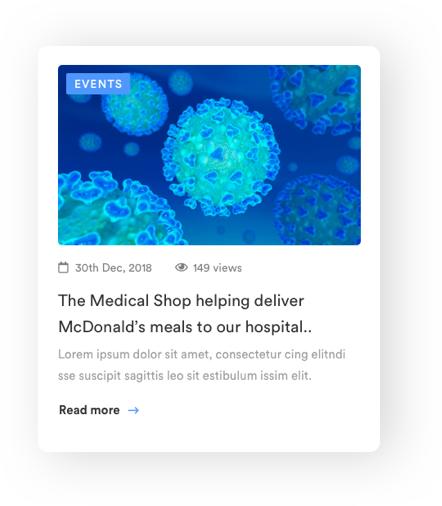 EVENTS
30th Dec, 2018 149 views
The Medical Shop helping deliver
McDonald’s meals to our hospital..
Lorem ipsum dolor sit amet, consectetur cing elitndi
sse suscipit sagittis leo sit estibulum issim elit.
Read more →